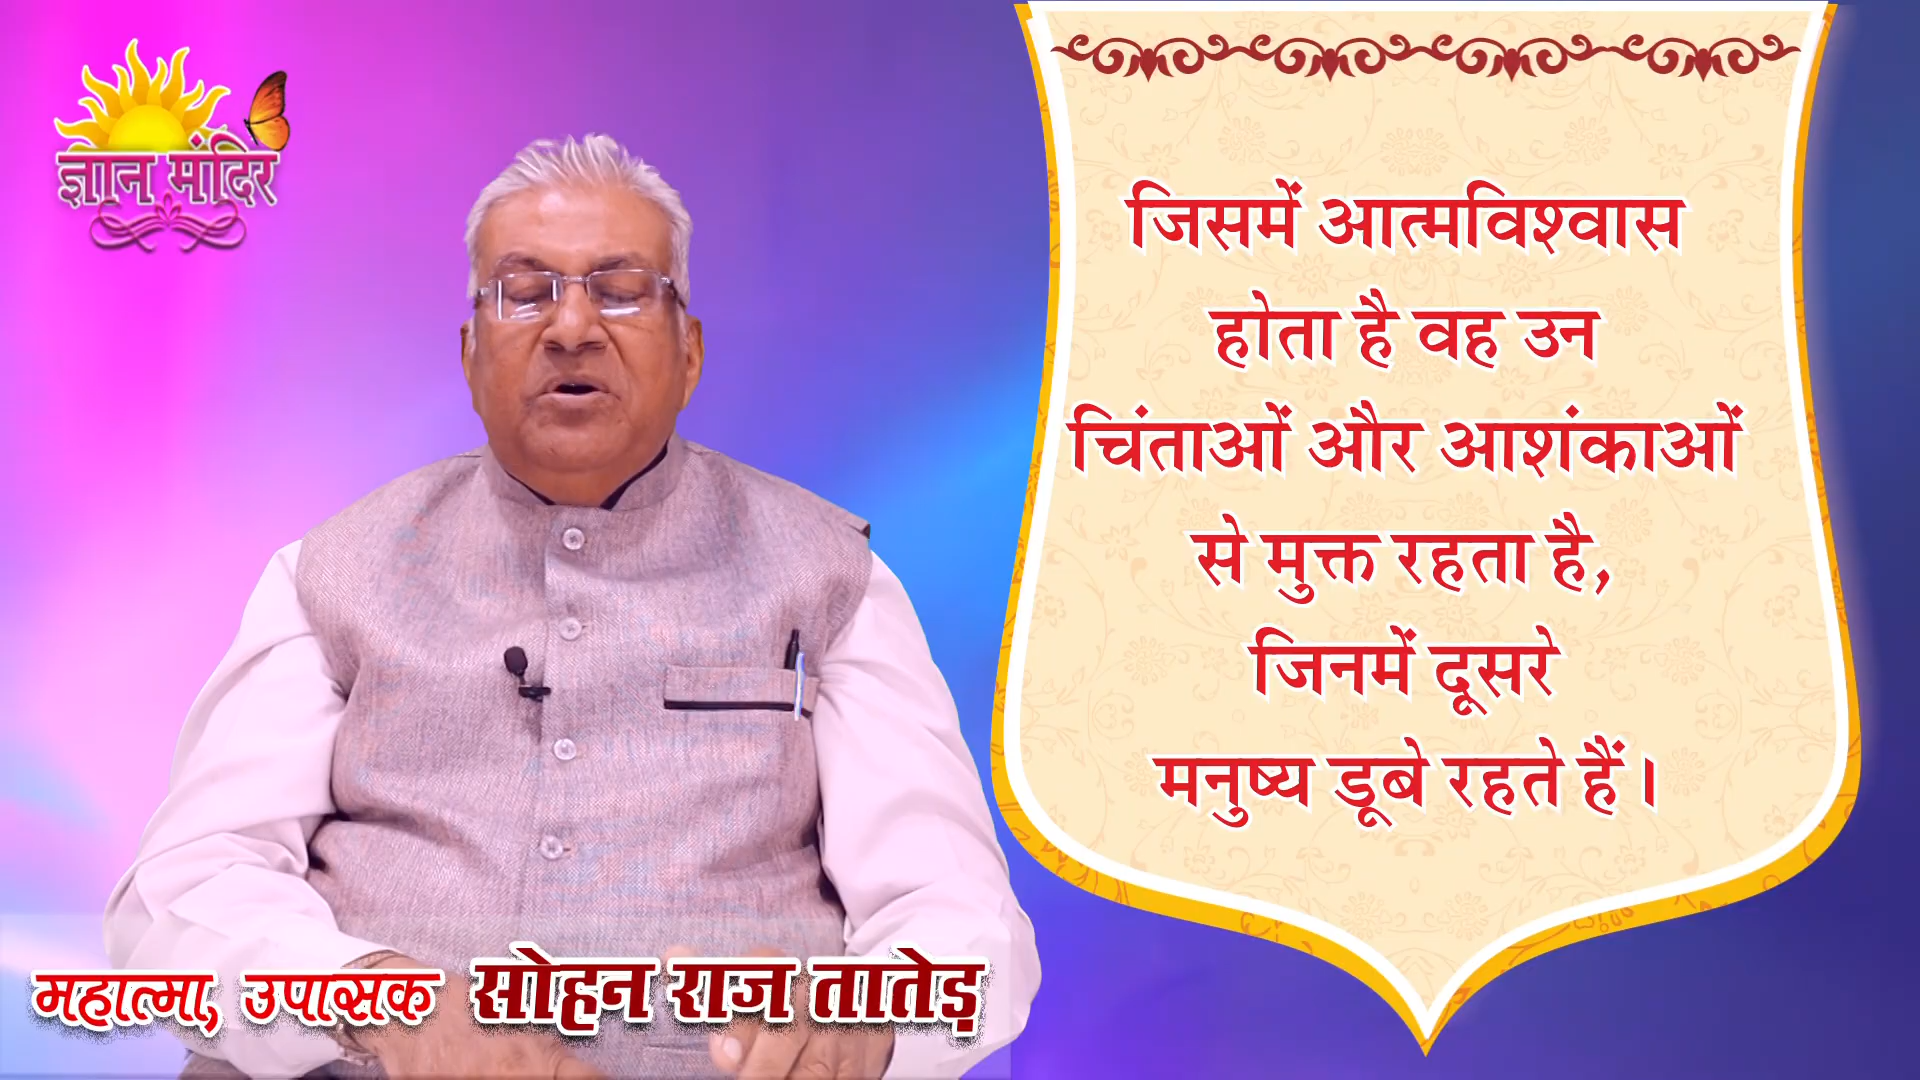 ज्ञान मंदिर
जिसमें आत्मविश्वास
होता है वह उन
चिंताओं और आशंकाओं
से मुक्त रहता है,
जिनमें दूसरे
मनुष्य डूबे रहते हैं।
महात्मा, उपासक सोहन राज तातेड़